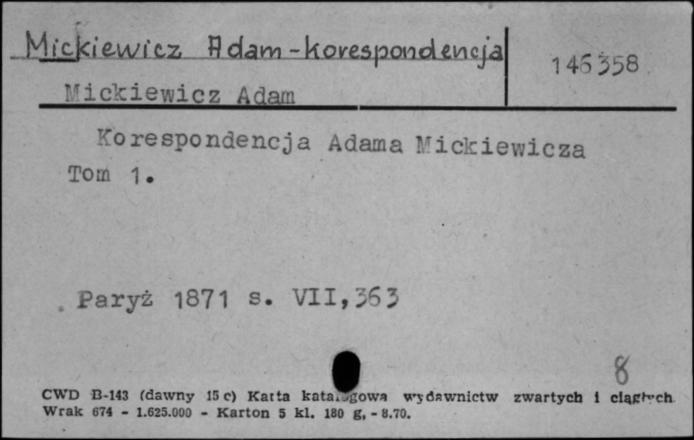 Mickiewicz Adam - korespondencja
146358
Mickiewicz Adam
Korespondencja Adama Mickiewicza
Tom 1.
Paryż 1871 s. VII,363
8
CWD B-143 (dawny 15 c) Karta katalogowa wydawnictw zwartych i ciągłych
Wrak 674 - 1.625.000 - Karton 5 kl. 180 g, - 8.70.